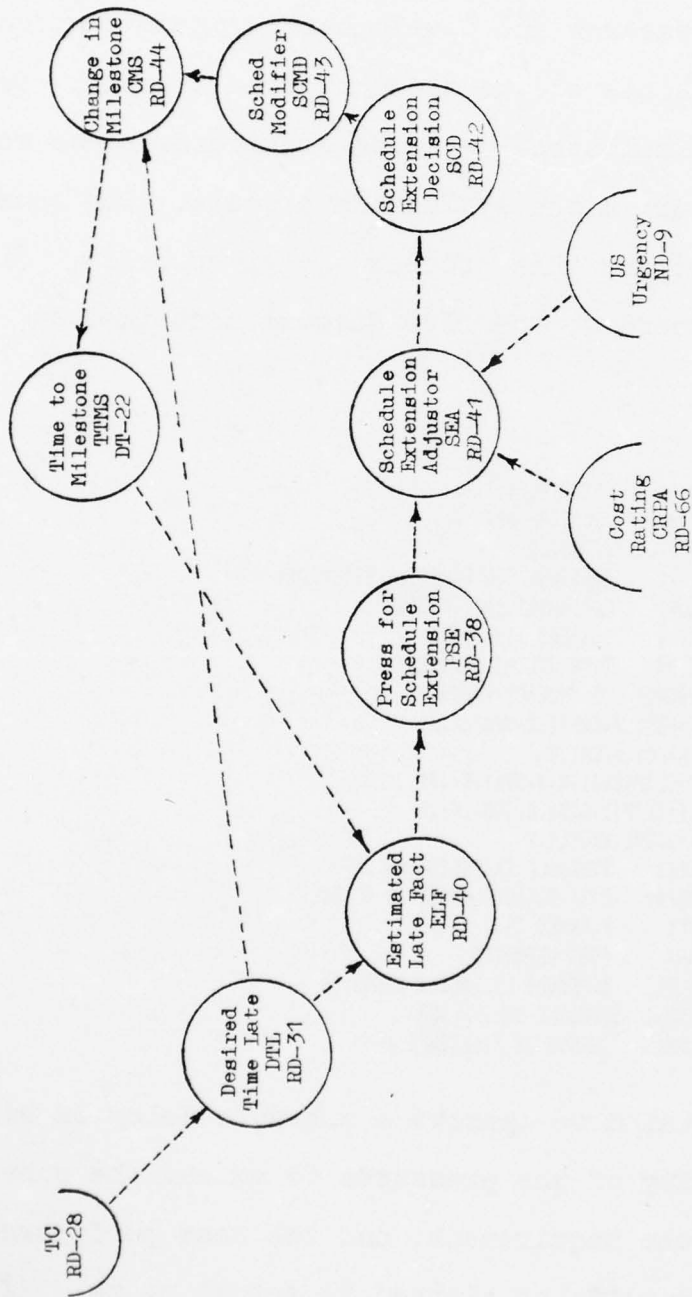 Change in
Milestone
CMS
RD-44
Sched
Modifier
SCMD
RD-43
Schedule
Extension
Decision
SCD
RD-42
Time to
Milestone
TTMS
DT-22
US
Urgency
ND-9
Schedule
Extension
Adjustor
SEA
RD-41
Cost
Rating
CRPA
RD-66
Press for
Schedule
Extension
PSE
RD-38
Estimated
Late Fact
ELF
RD-40
Desired
Time Late
DTL
RD-31
TC
RD-28